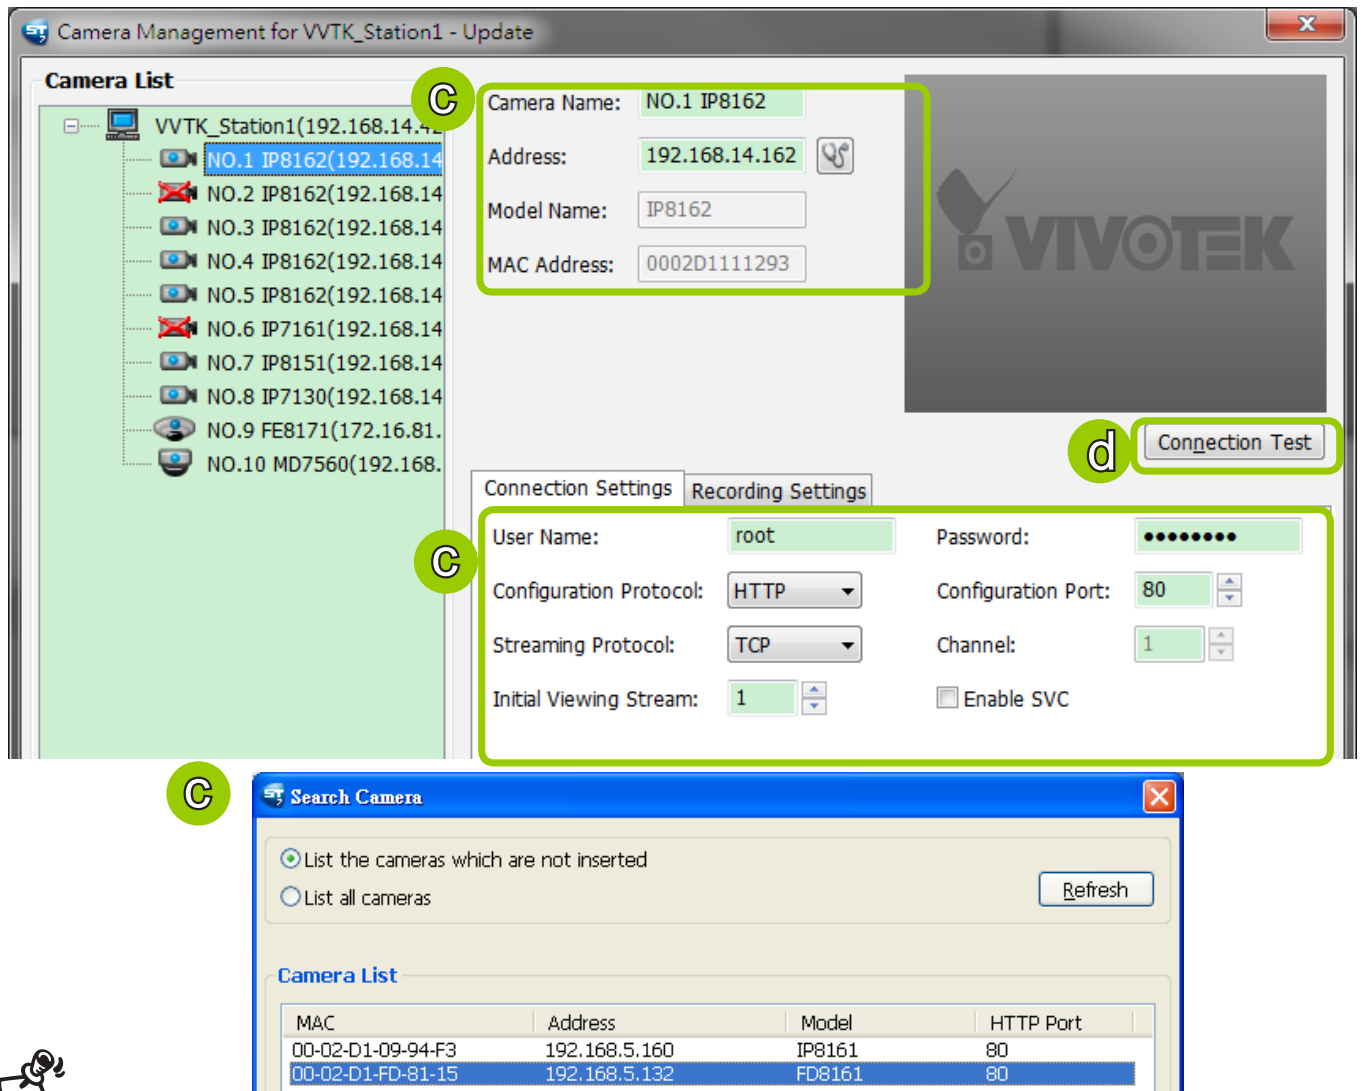 Camera Management for VVTK_Station1 - Update
Camera List
VVTK_Station1(192.168.14.42
NO.1 IP8162(192.168.14
NO.2 IP8162(192.168.14
NO.3 IP8162(192.168.14
NO.4 IP8162(192.168.14
NO.5 IP8162(192.168.14
NO.6 IP7161(192.168.14
NO.7 IP8151(192.168.14
NO.8 IP7130(192.168.14
NO.9 FE8171(172.16.81.
NO.10 MD7560(192.168.
C
Camera Name: NO.1 IP8162
Address: 192.168.14.162
Model Name: IP8162
MAC Address: 0002D1111293
VIVOTEK
d
Connection Test
Connection Settings Recording Settings
C
User Name: root Password: ●●●●●●●●
Configuration Protocol: HTTP Configuration Port: 80
Streaming Protocol: TCP Channel: 1
Initial Viewing Stream: 1 Enable SVC
C
Search Camera
List the cameras which are not inserted
List all cameras
Refresh
Camera List
MAC Address Model HTTP Port
00-02-D1-09-94-F3 192.168.5.160 IP8161 80
00-02-D1-FD-81-15 192.168.5.132 FD8161 80